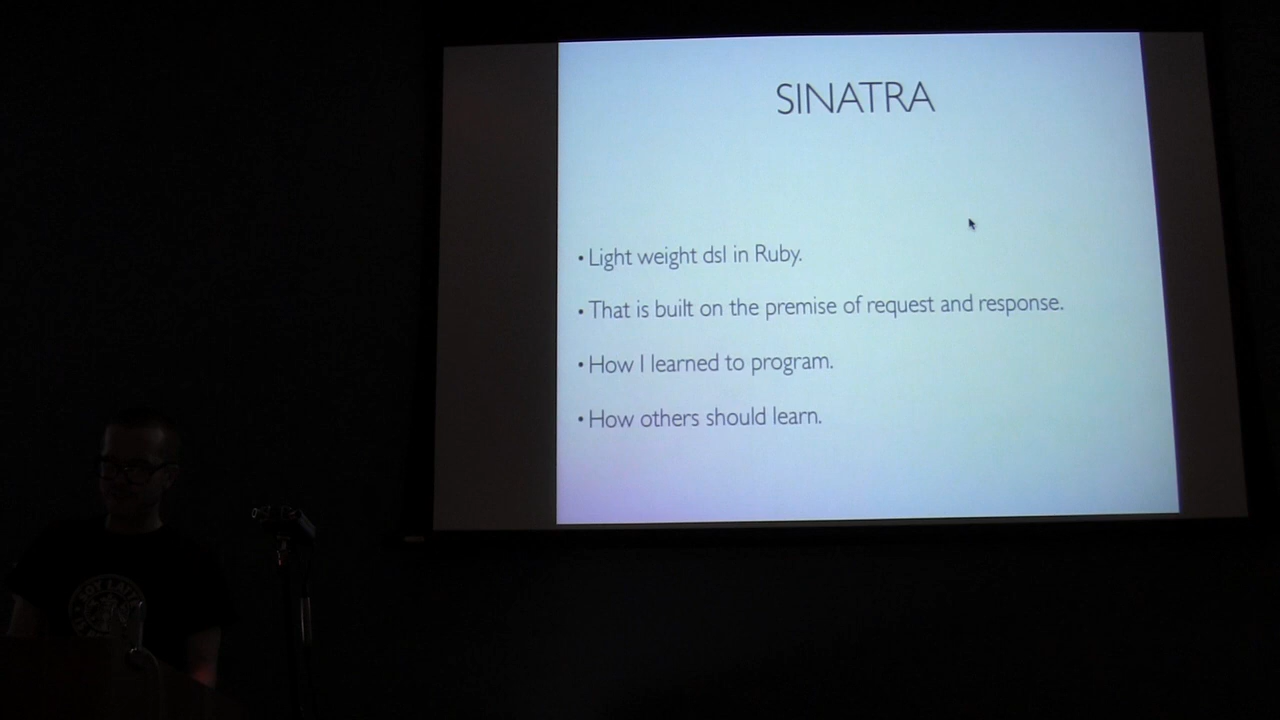 SINATRA
• Light weight dsl in Ruby.
• That is built on the premise of request and response.
• How I learned to program.
• How others should learn.